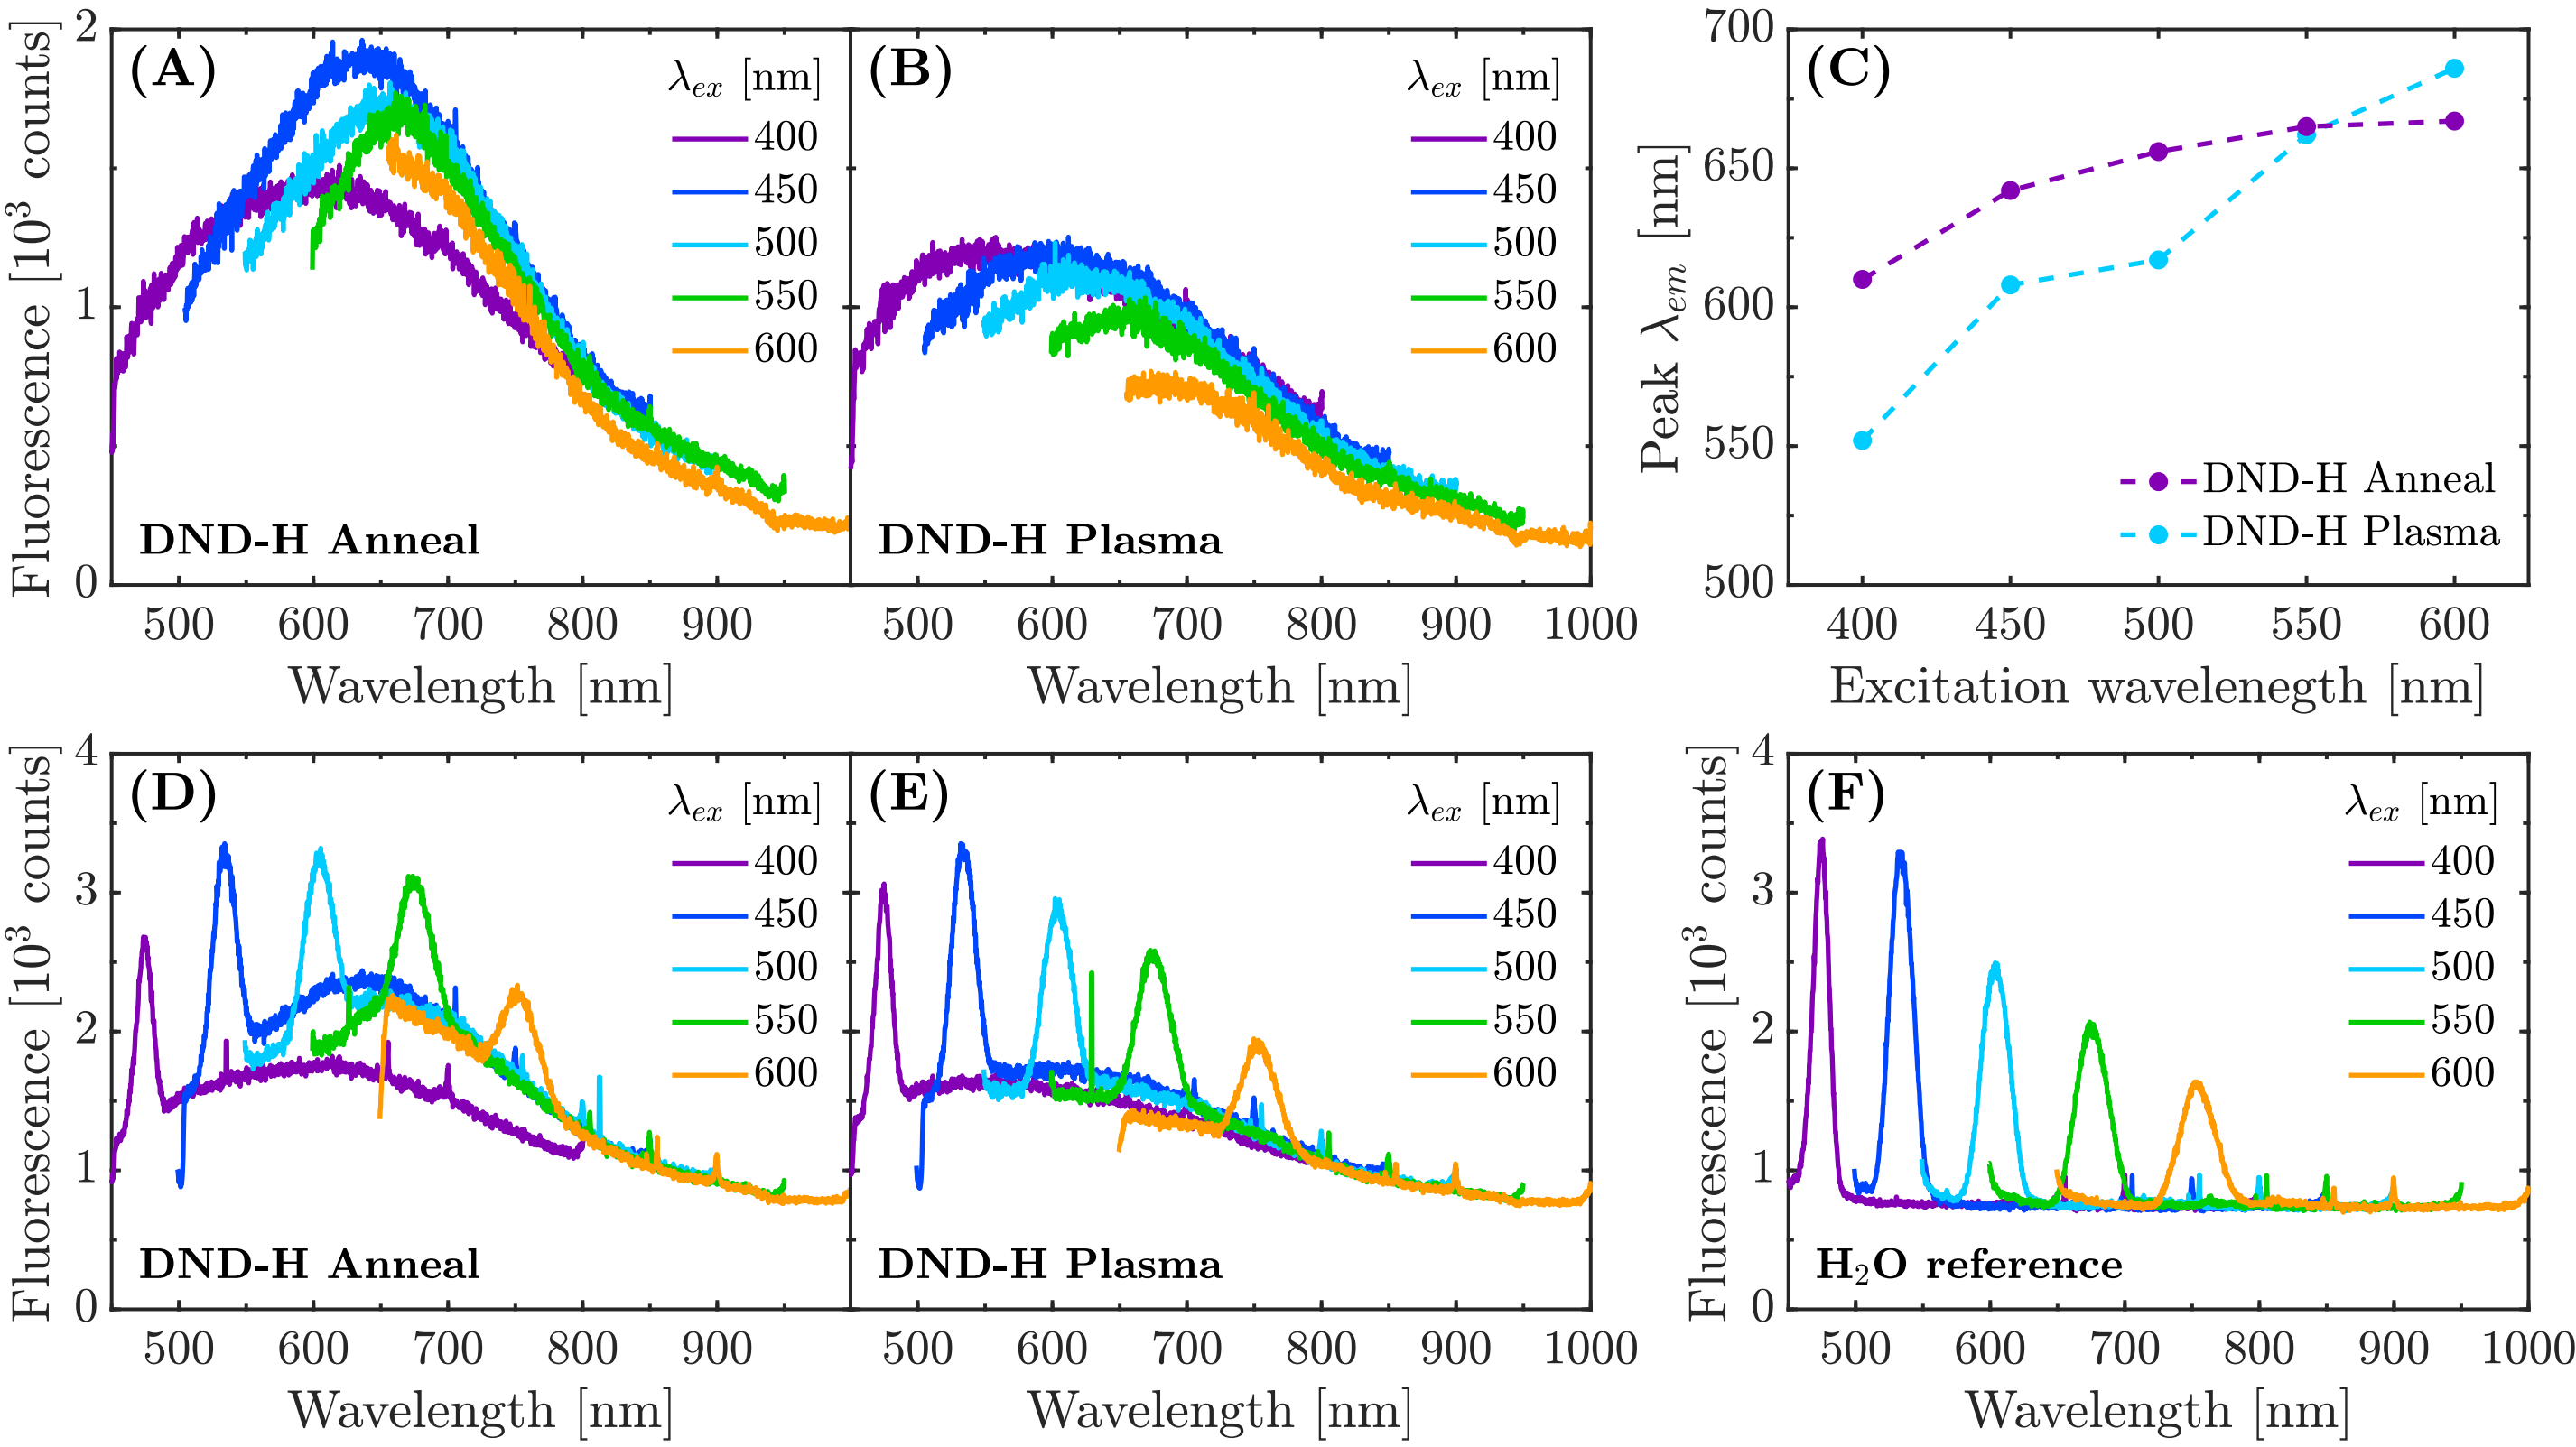 (A)
λex [nm]
400
450
500
550
600
DND-H Anneal
Fluorescence [10³ counts]
0
1
2
500
600
700
800
900
Wavelength [nm]
(B)
λex [nm]
400
450
500
550
600
DND-H Plasma
500
600
700
800
900
1000
Wavelength [nm]
(C)
Peak λem [nm]
700
650
600
550
500
DND-H Anneal
DND-H Plasma
400
450
500
550
600
Excitation wavelenegth [nm]
(D)
λex [nm]
400
450
500
550
600
DND-H Anneal
Fluorescence [10³ counts]
0
1
2
3
4
500
600
700
800
900
Wavelength [nm]
(E)
λex [nm]
400
450
500
550
600
DND-H Plasma
500
600
700
800
900
1000
Wavelength [nm]
(F)
λex [nm]
400
450
500
550
600
H₂O reference
Fluorescence [10³ counts]
0
1
2
3
4
500
600
700
800
900
1000
Wavelength [nm]